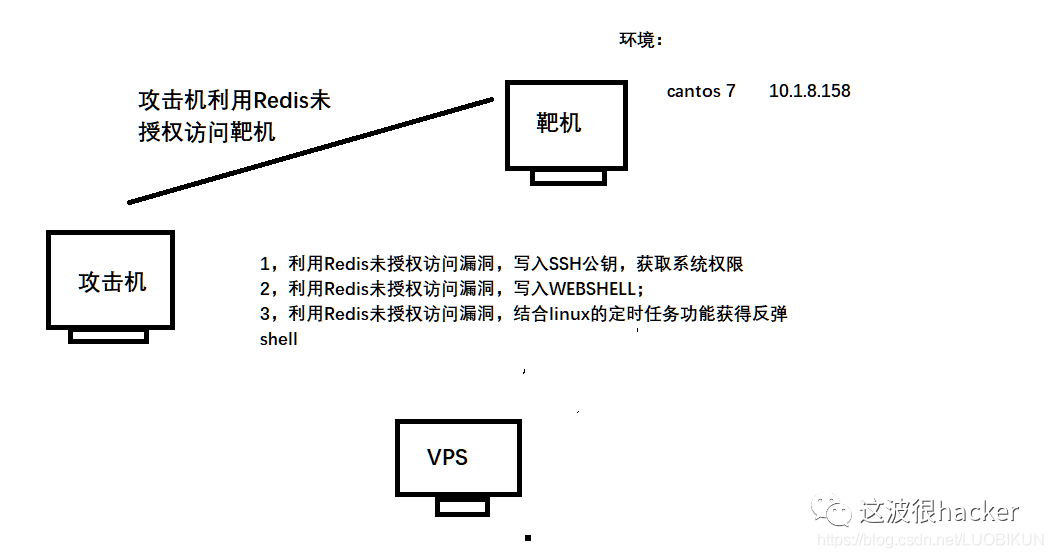 环境：
cantos 7 10.1.8.158
攻击机利用Redis未
授权访问靶机
靶机
攻击机
1，利用Redis未授权访问漏洞，写入SSH公钥，获取系统权限
2，利用Redis未授权访问漏洞，写入WEBSHELL；
3，利用Redis未授权访问漏洞，结合linux的定时任务功能获得反弹
shell
VPS
这波很hacker
https://blog.csdn.net/LUOBIKUN